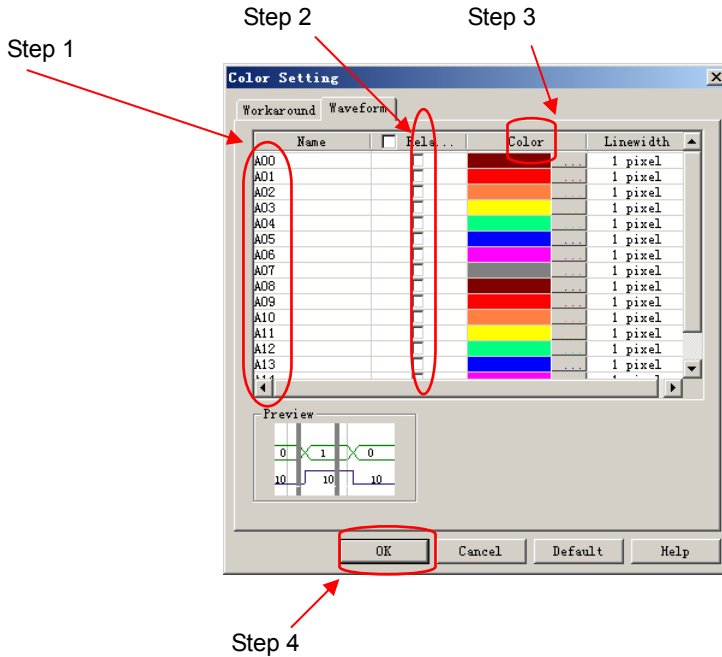 Step 2
Step 3
Step 1
Color Setting
Workaround Waveform
Name Rela... Color Linewidth
A00 ... 1 pixel
A01 ... 1 pixel
A02 ... 1 pixel
A03 ... 1 pixel
A04 ... 1 pixel
A05 ... 1 pixel
A06 ... 1 pixel
A07 ... 1 pixel
A08 ... 1 pixel
A09 ... 1 pixel
A10 ... 1 pixel
A11 ... 1 pixel
A12 ... 1 pixel
A13 ... 1 pixel
Preview
0 1 0
10 10 10
OK Cancel Default Help
Step 4